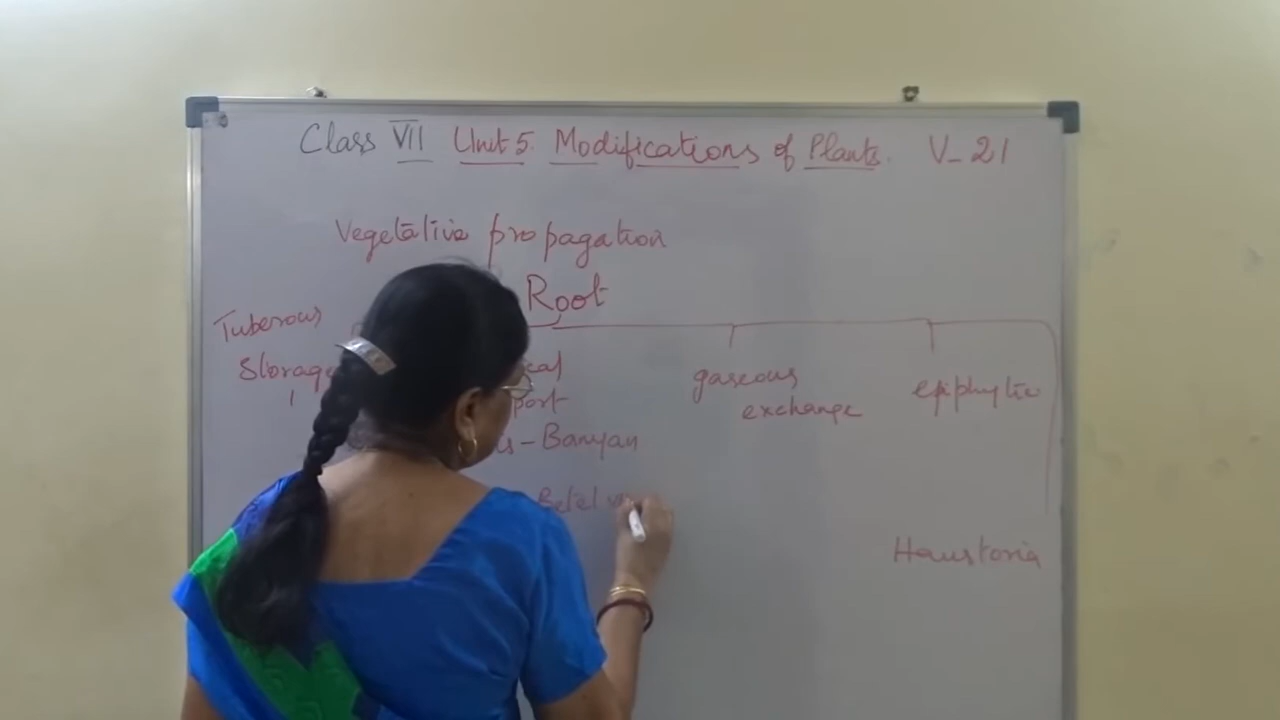 Class VII Unit 5. Modifications of Plants. V-21
Vegetative propagation
Root
Tuberous
Storage
gaseous
exchange
epiphytic
- Banyan
Betel
Haustoria